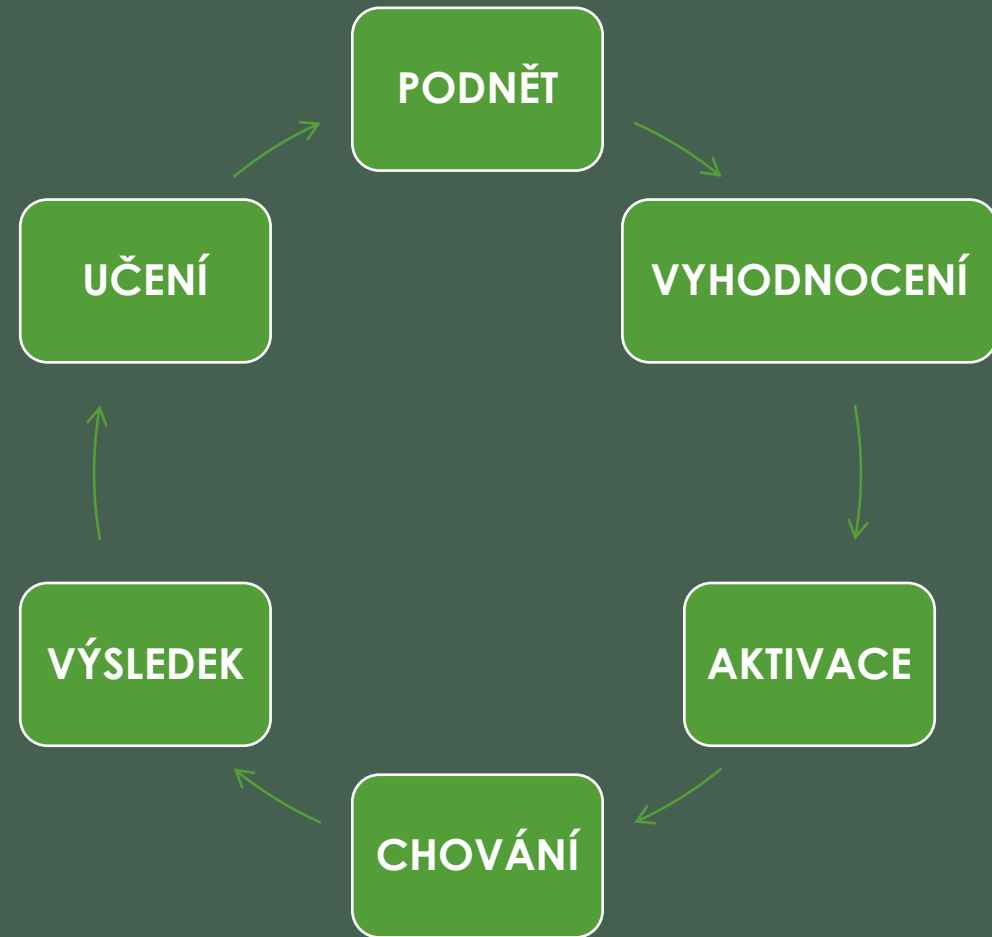 PODNĚT
VYHODNOCENÍ
AKTIVACE
CHOVÁNÍ
VÝSLEDEK
UČENÍ